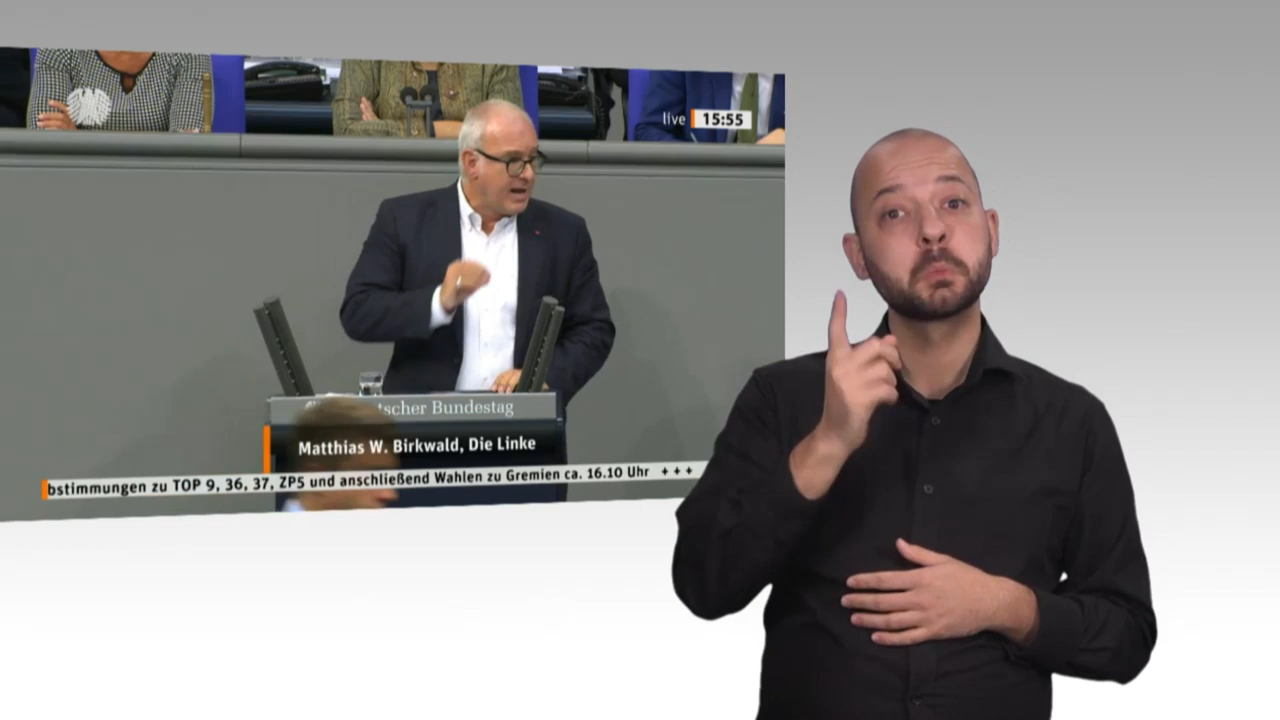 live 15:55
tscher Bundestag
Matthias W. Birkwald, Die Linke
bstimmungen zu TOP 9, 36, 37, ZP5 und anschließend Wahlen zu Gremien ca. 16.10 Uhr +++